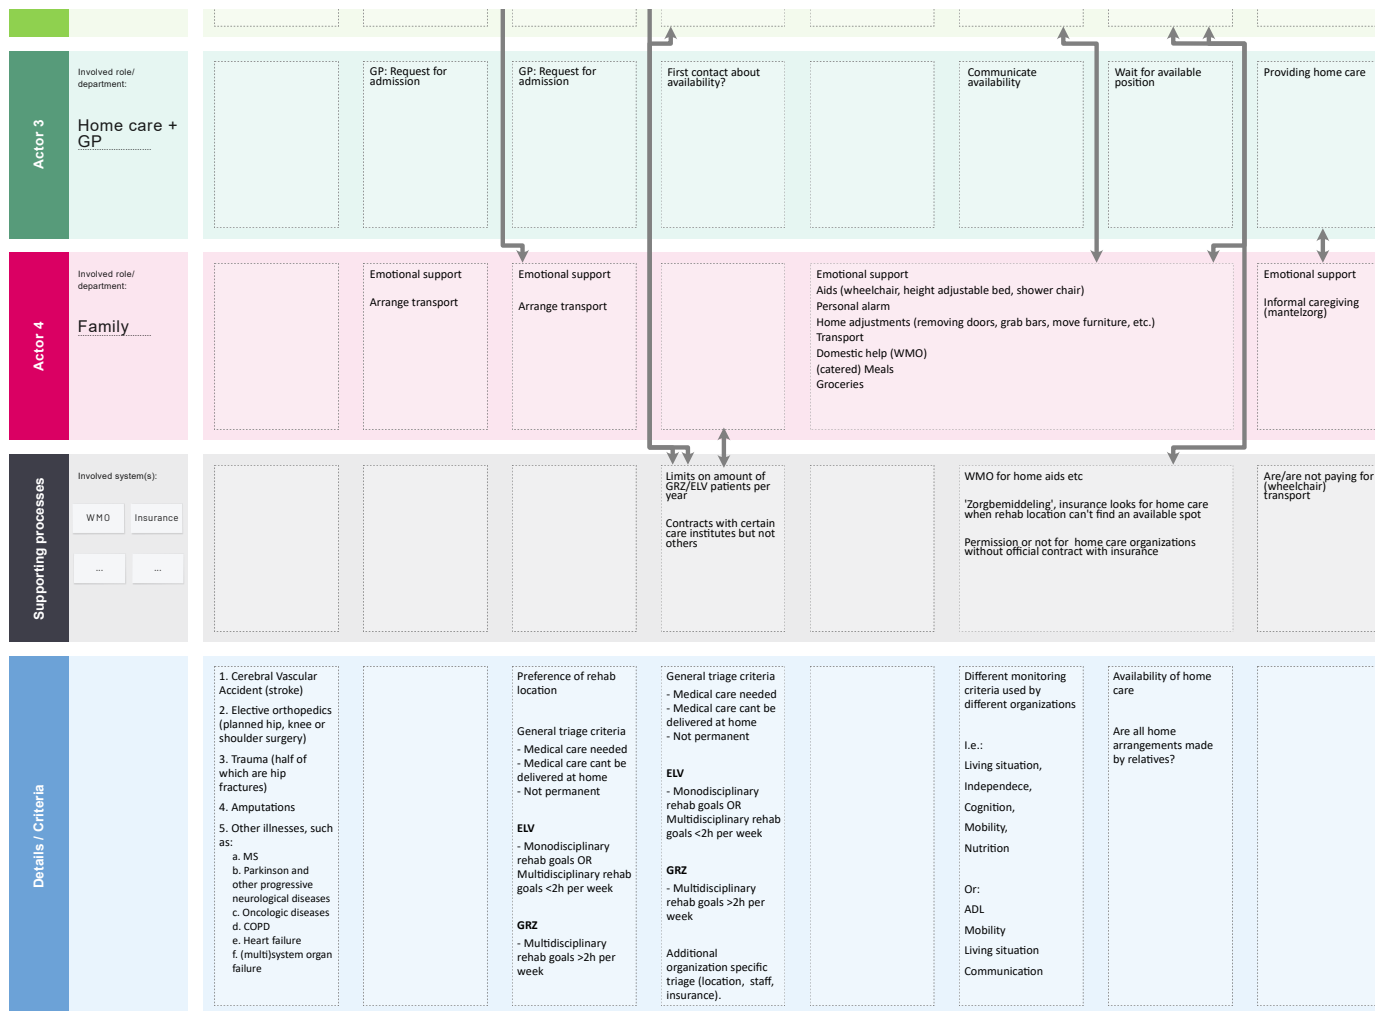 Actor 3
Involved role/
department:
Home care +
GP
GP: Request for
admission
GP: Request for
admission
First contact about
availability?
Communicate
availability
Wait for available
position
Providing home care
Actor 4
Involved role/
department:
Family
Emotional support
Arrange transport
Emotional support
Arrange transport
Emotional support
Aids (wheelchair, height adjustable bed, shower chair)
Personal alarm
Home adjustments (removing doors, grab bars, move furniture, etc.)
Transport
Domestic help (WMO)
(catered) Meals
Groceries
Emotional support
Informal caregiving
(mantelzorg)
Supporting processes
Involved system(s):
WMO
Insurance
...
...
Limits on amount of
GRZ/ELV patients per
year
Contracts with certain
care institutes but not
others
WMO for home aids etc
'Zorgbemiddeling', insurance looks for home care
when rehab location can't find an available spot
Permission or not for  home care organizations
without official contract with insurance
Are/are not paying for
(wheelchair)
transport
Details / Criteria
1. Cerebral Vascular
Accident (stroke)
2. Elective orthopedics
(planned hip, knee or
shoulder surgery)
3. Trauma (half of
which are hip
fractures)
4. Amputations
5. Other illnesses, such
as:
a. MS
b. Parkinson and
other progressive
neurological diseases
c. Oncologic diseases
d. COPD
e. Heart failure
f. (multi)system organ
failure
Preference of rehab
location
General triage criteria
- Medical care needed
- Medical care cant be
delivered at home
- Not permanent
ELV
- Monodisciplinary
rehab goals OR
Multidisciplinary rehab
goals <2h per week
GRZ
- Multidisciplinary
rehab goals >2h per
week
General triage criteria
- Medical care needed
- Medical care cant be
delivered at home
- Not permanent
ELV
- Monodisciplinary
rehab goals OR
Multidisciplinary rehab
goals <2h per week
GRZ
- Multidisciplinary
rehab goals >2h per
week
Additional
organization specific
triage (location,  staff,
insurance).
Different monitoring
criteria used by
different organizations
I.e.:
Living situation,
Independece,
Cognition,
Mobility,
Nutrition
Or:
ADL
Mobility
Living situation
Communication
Availability of home
care
Are all home
arrangements made
by relatives?